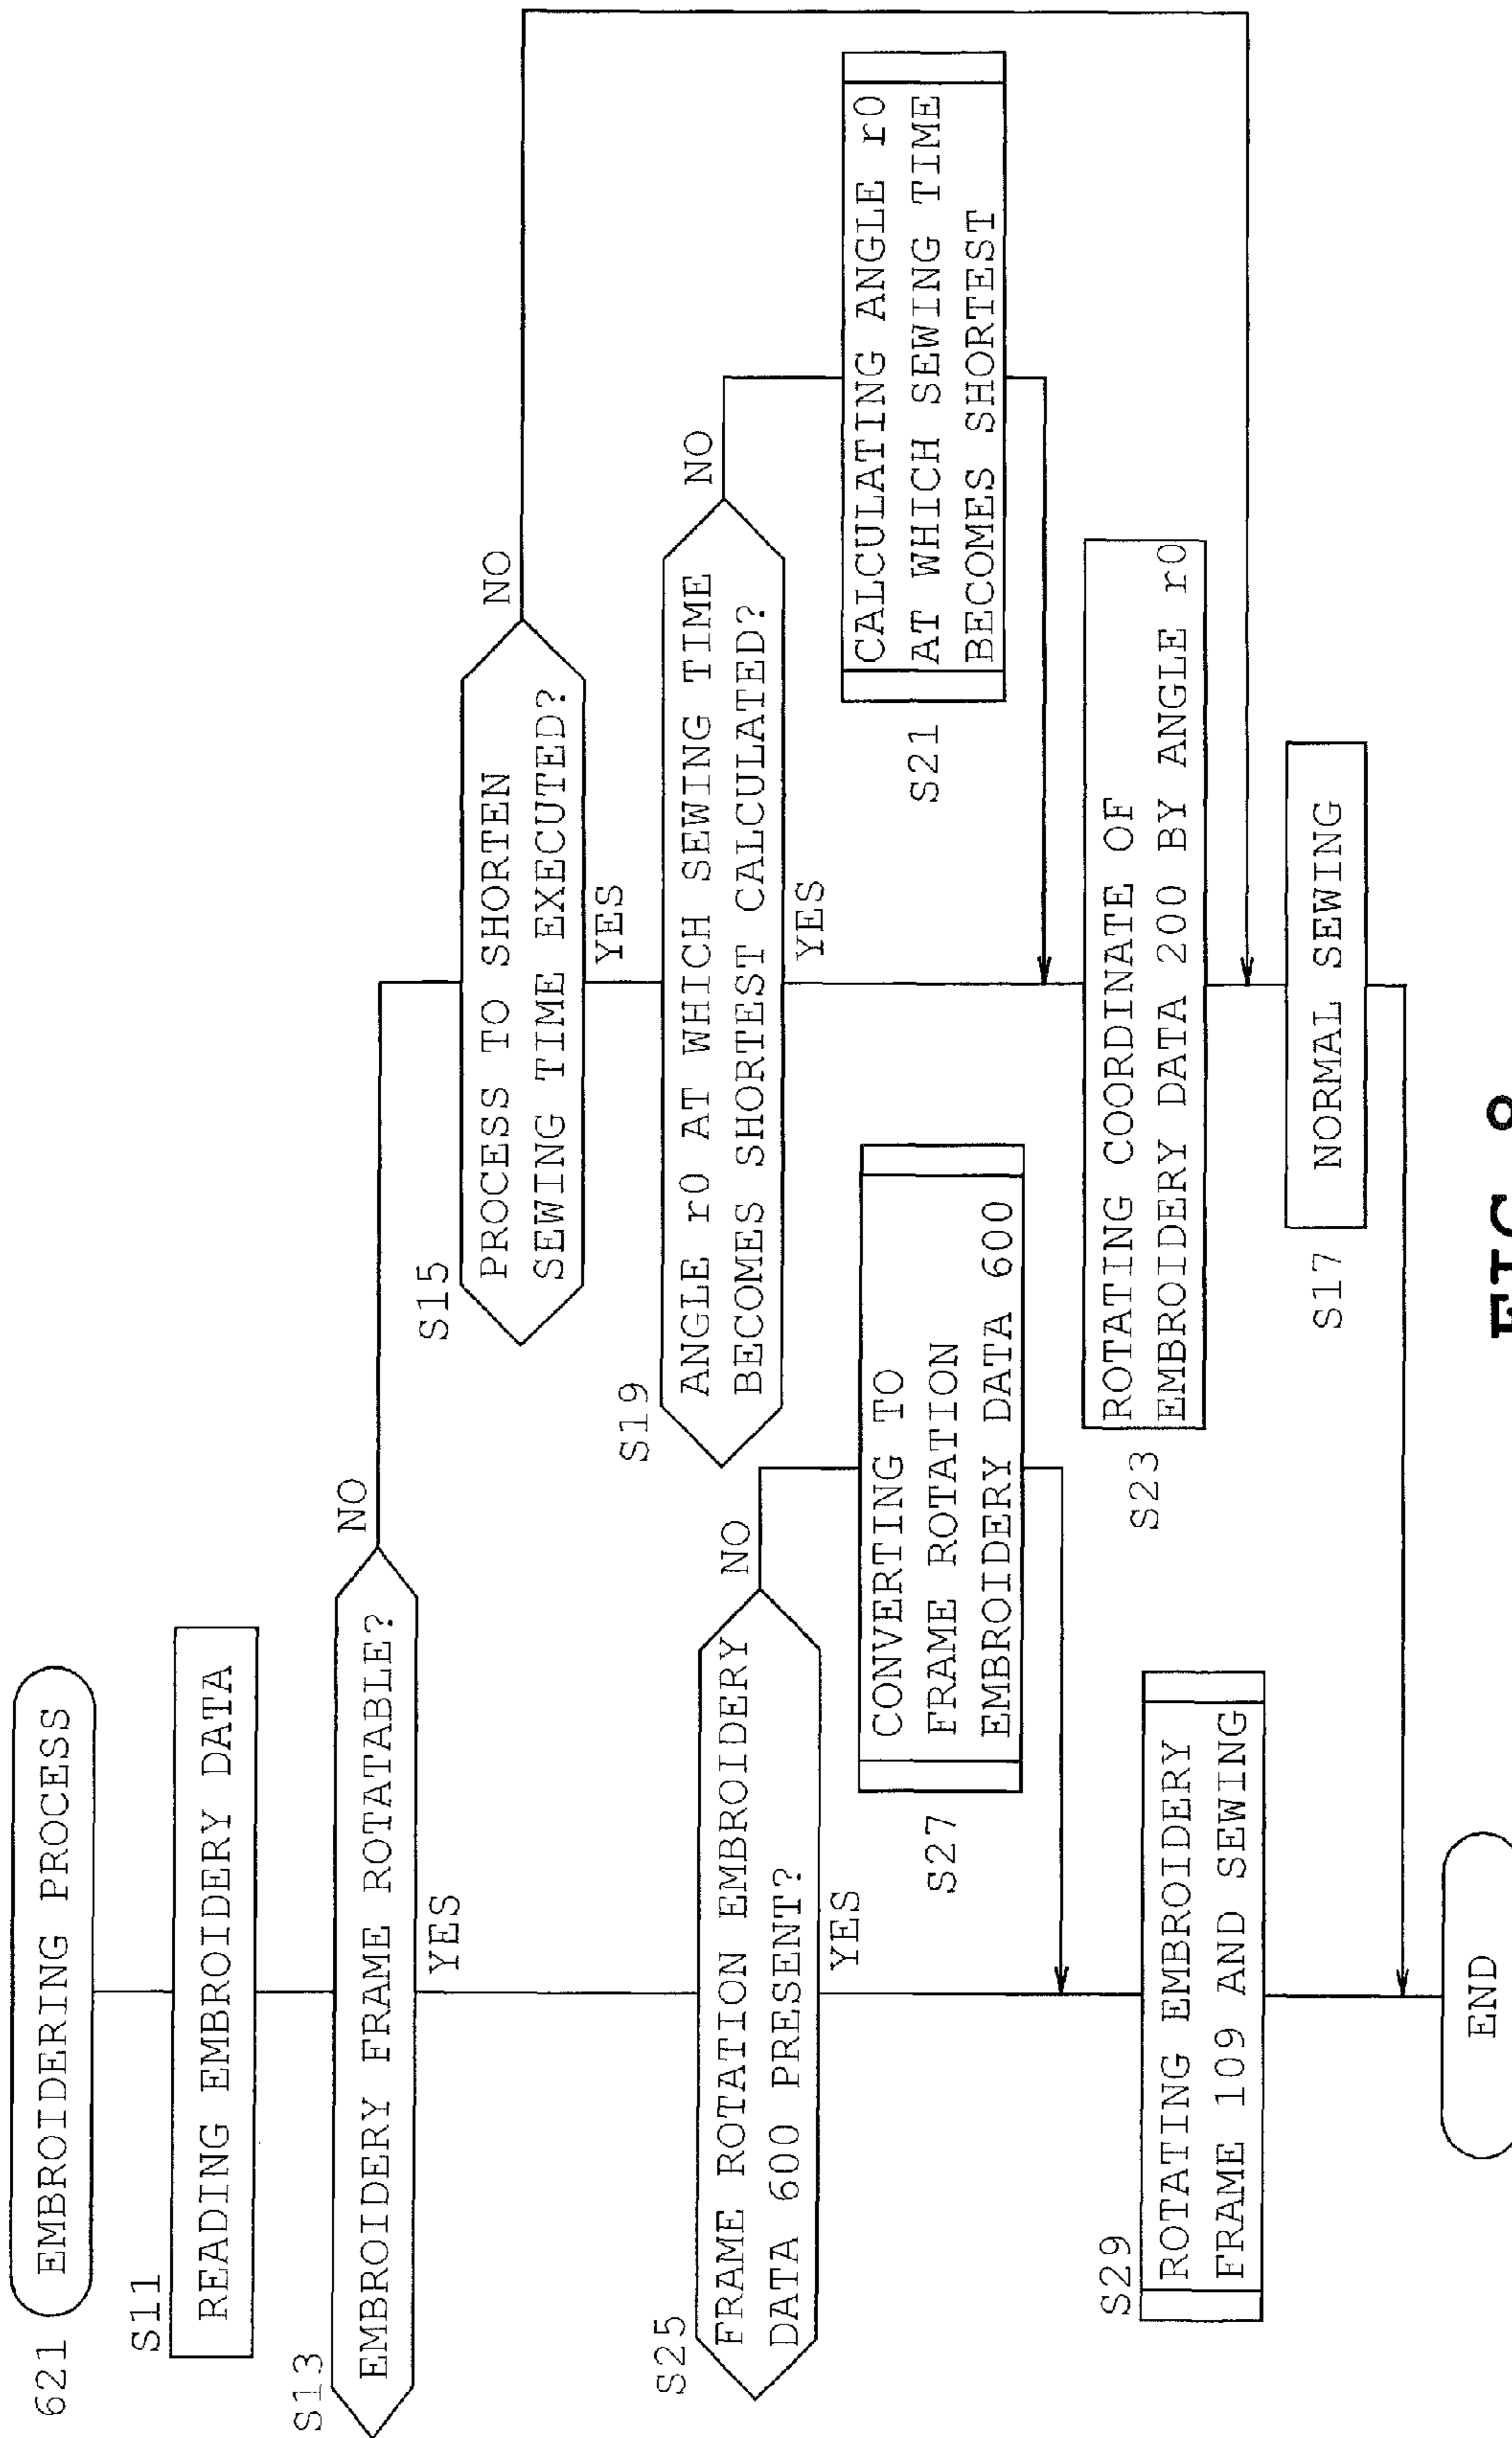 621 EMBROIDERING PROCESS
S11
READING EMBROIDERY DATA
S13
EMBROIDERY FRAME ROTATABLE?
NO
YES
S15
PROCESS TO SHORTEN
SEWING TIME EXECUTED?
NO
YES
S19
ANGLE r0 AT WHICH SEWING TIME
BECOMES SHORTEST CALCULATED?
NO
YES
S21
CALCULATING ANGLE r0
AT WHICH SEWING TIME
BECOMES SHORTEST
S25
FRAME ROTATION EMBROIDERY
DATA 600 PRESENT?
NO
YES
S27
CONVERTING TO
FRAME ROTATION
EMBROIDERY DATA 600
S23
ROTATING COORDINATE OF
EMBROIDERY DATA 200 BY ANGLE r0
S29
ROTATING EMBROIDERY
FRAME 109 AND SEWING
S17
NORMAL SEWING
END